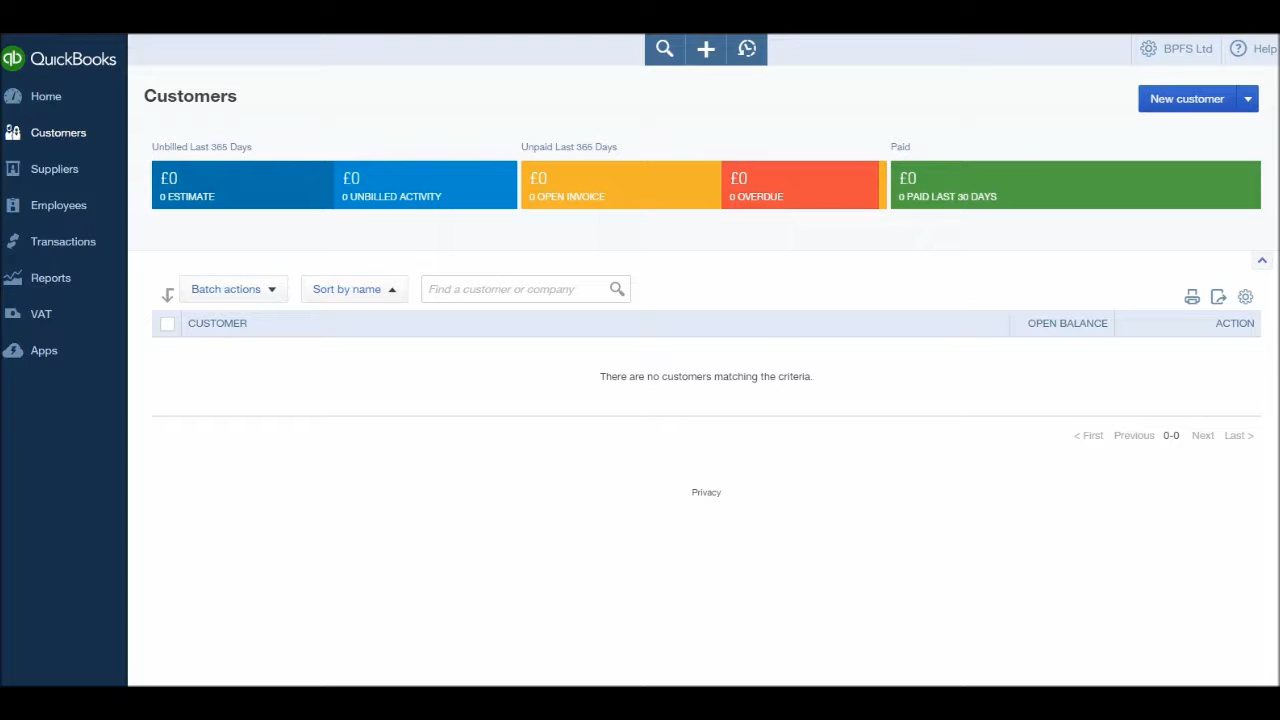 qb QuickBooks
BPFS Ltd
Help
Home
Customers
Suppliers
Employees
Transactions
Reports
VAT
Apps
Customers
New customer
Unbilled Last 365 Days
Unpaid Last 365 Days
Paid
£0
0 ESTIMATE
£0
0 UNBILLED ACTIVITY
£0
0 OPEN INVOICE
£0
0 OVERDUE
£0
0 PAID LAST 30 DAYS
Batch actions
Sort by name
Find a customer or company
CUSTOMER
OPEN BALANCE
ACTION
There are no customers matching the criteria.
< First Previous 0-0 Next Last >
Privacy